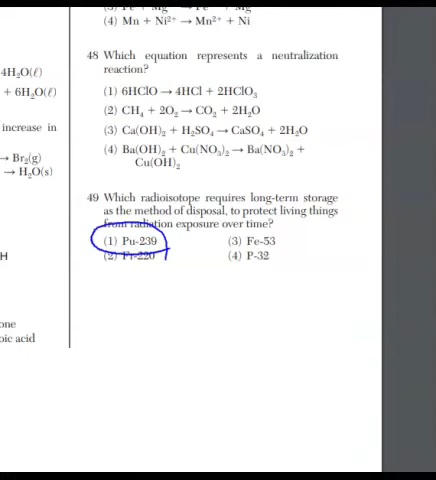 (4) Mn + Ni²⁺ → Mn²⁺ + Ni
48 Which equation represents a neutralization
reaction?
(1) 6HClO → 4HCl + 2HClO₃
(2) CH₄ + 2O₂ → CO₂ + 2H₂O
(3) Ca(OH)₂ + H₂SO₄ → CaSO₄ + 2H₂O
(4) Ba(OH)₂ + Cu(NO₃)₂ → Ba(NO₃)₂ +
Cu(OH)₂
49 Which radioisotope requires long-term storage
as the method of disposal, to protect living things
from radiation exposure over time?
(1) Pu-239
(2) Fr-220
(3) Fe-53
(4) P-32
4H₂O(ℓ)
+ 6H₂O(ℓ)
increase in
→ Br₂(g)
→ H₂O(s)
H
one
oic acid